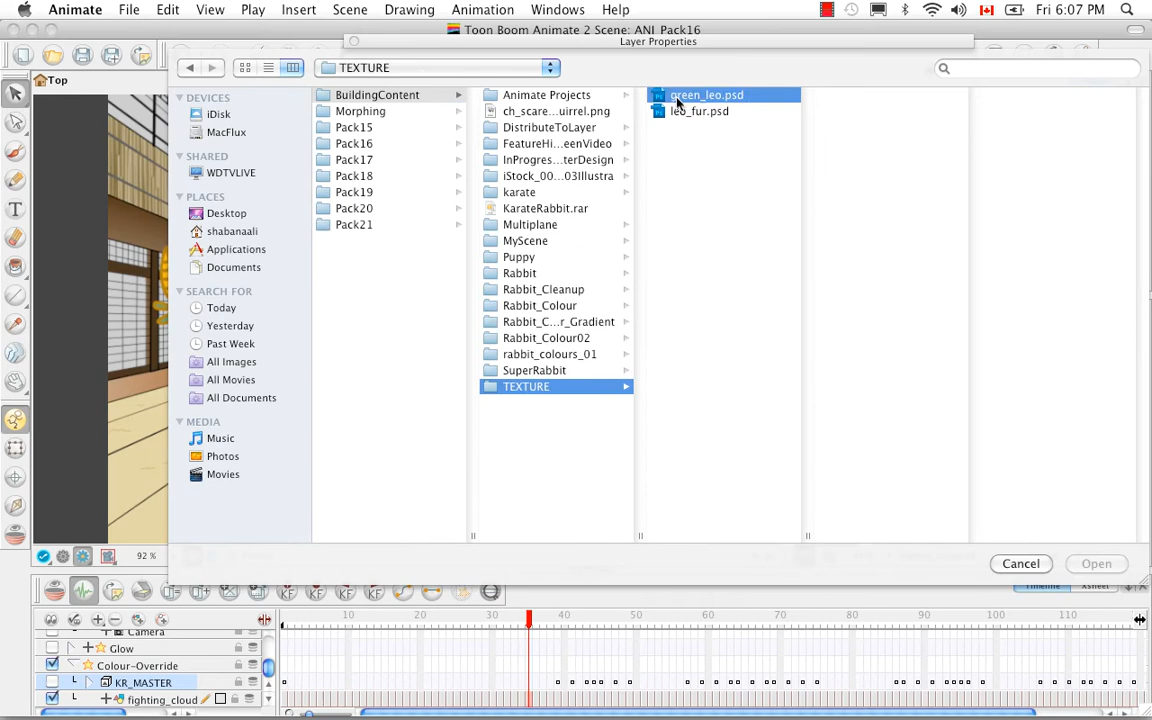 Animate File Edit View Play Insert Scene Drawing Animation Windows Help Fri 6:07 PM
Toon Boom Animate 2 Scene: ANI_Pack16
Layer Properties
Top
TEXTURE
DEVICES
iDisk
MacFlux
SHARED
WDTVLIVE
PLACES
Desktop
shabanaali
Applications
Documents
SEARCH FOR
Today
Yesterday
Past Week
All Images
All Movies
All Documents
MEDIA
Music
Photos
Movies
BuildingContent
Morphing
Pack15
Pack16
Pack17
Pack18
Pack19
Pack20
Pack21
Animate Projects
ch_scare...uirrel.png
DistributeToLayer
FeatureHi...eenVideo
InProgres...terDesign
iStock_00...03Illustra
karate
KarateRabbit.rar
Multiplane
MyScene
Puppy
Rabbit
Rabbit_Cleanup
Rabbit_Colour
Rabbit_C...r_Gradient
Rabbit_Colour02
rabbit_colours_01
SuperRabbit
TEXTURE
green_leo.psd
leo_fur.psd
92 %
Cancel
Open
Timeline Xsheet
10 20 30 40 50 60 70 80 90 100 110
Camera
Glow
Colour-Override
KR_MASTER
fighting_cloud